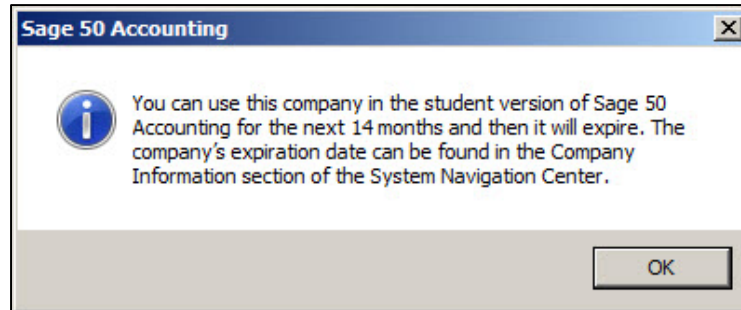 Sage 50 Accounting
You can use this company in the student version of Sage 50
Accounting for the next 14 months and then it will expire. The
company's expiration date can be found in the Company
Information section of the System Navigation Center.
OK